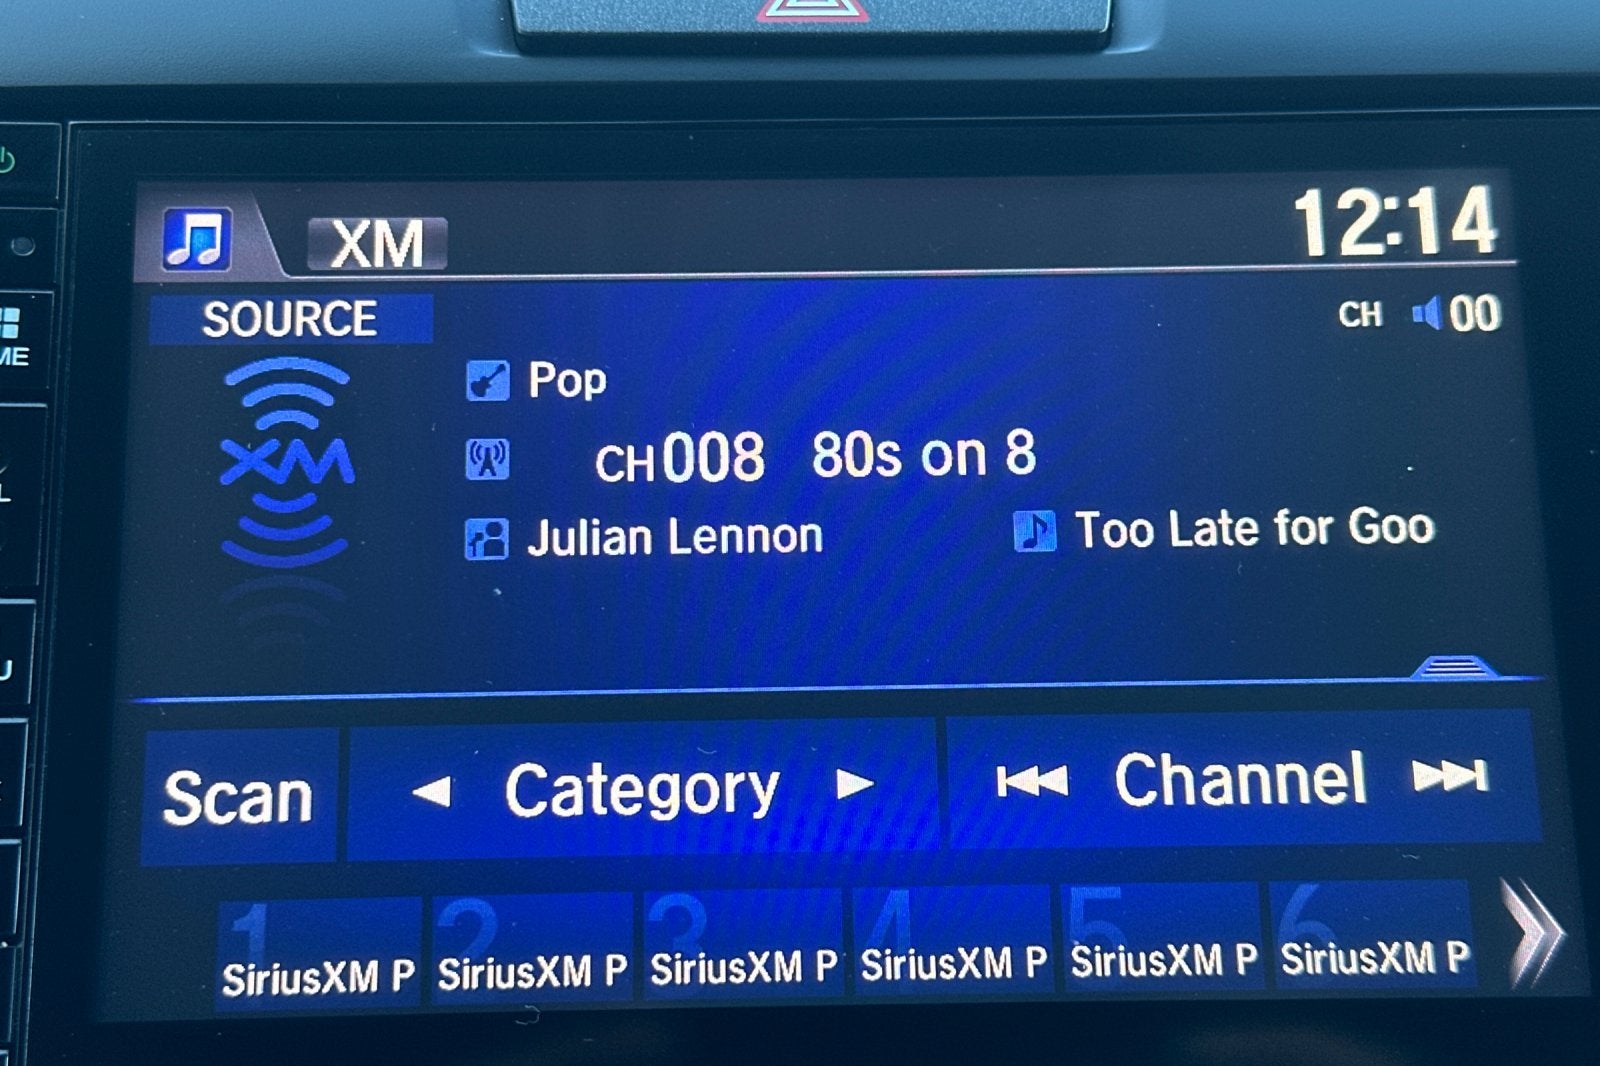 XM 12:14
SOURCE CH 00
Pop
XM
CH008 80s on 8
Julian Lennon Too Late for Goo
Scan ◄ Category ► Channel
1 2 3 4 5 6
SiriusXM P SiriusXM P SiriusXM P SiriusXM P SiriusXM P SiriusXM P
ME
L
U